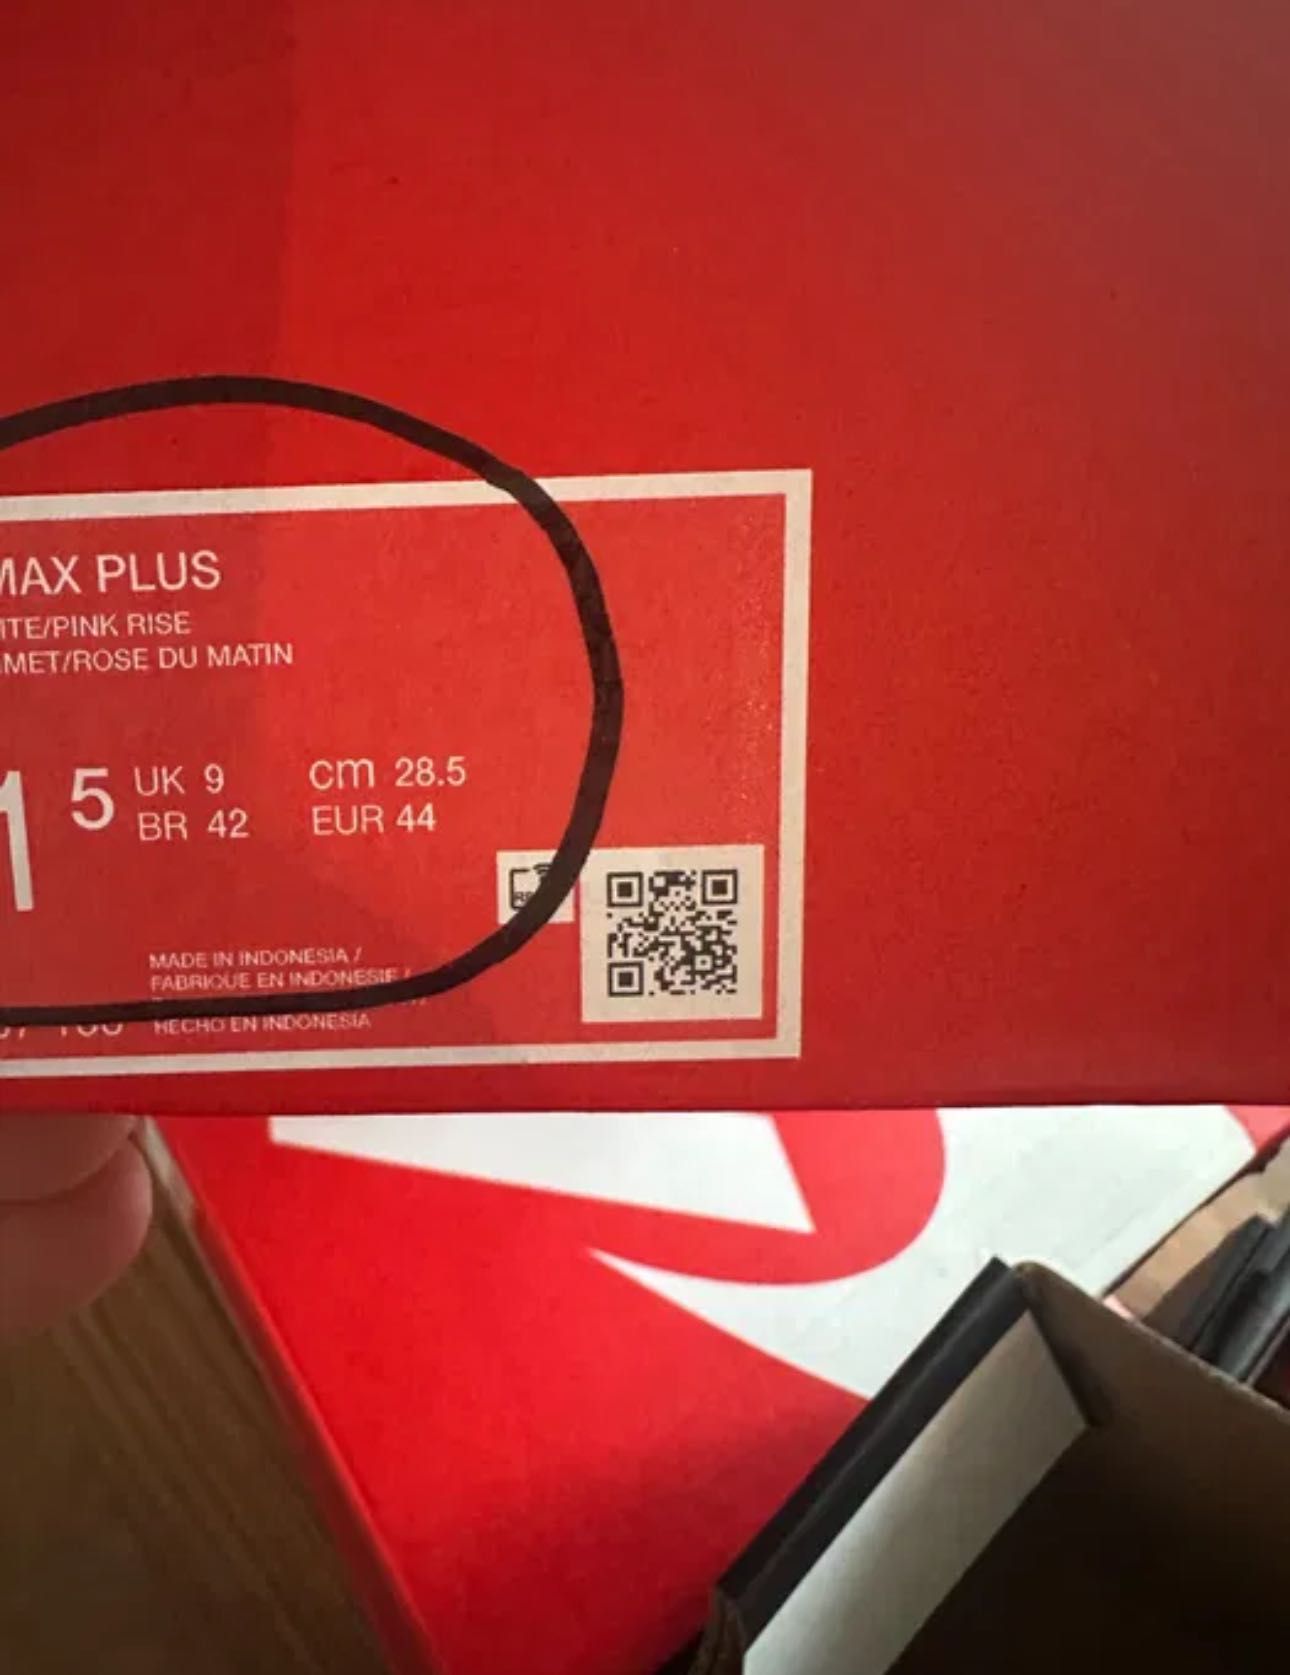 MAX PLUS
ITE/PINK RISE
MET/ROSE DU MATIN
1 5 UK 9 cm 28.5
BR 42 EUR 44
MADE IN INDONESIA /
FABRIQUE EN INDONESIE /
HECHO EN INDONESIA